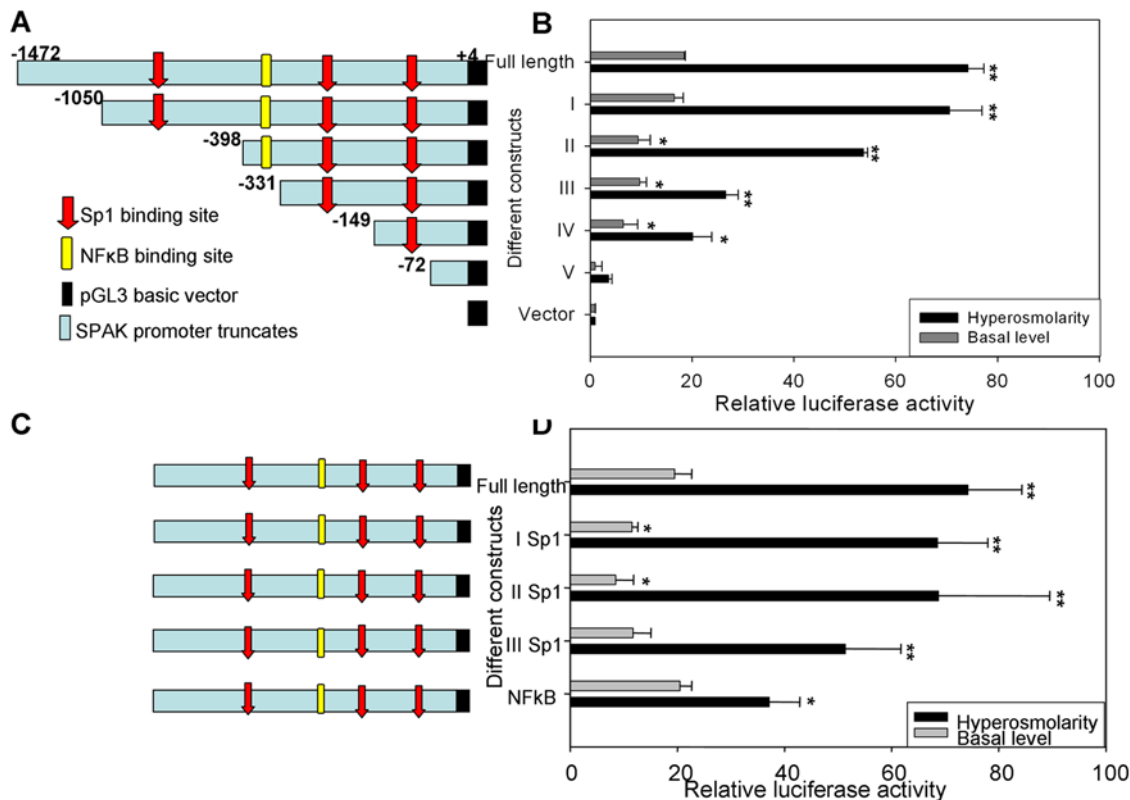 A
-1472
+4
-1050
-398
-331
-149
-72
Sp1 binding site
NFκB binding site
pGL3 basic vector
SPAK promoter truncates
B
Different constructs
Full length
**
I
**
II
*
**
III
*
**
IV
*
*
V
Vector
Hyperosmolarity
Basal level
0 20 40 60 80 100
Relative luciferase activity
C
D
Different constructs
Full length
**
I Sp1
*
**
II Sp1
*
**
III Sp1
**
NFkB
*
Hyperosmolarity
Basal level
0 20 40 60 80 100
Relative luciferase activity